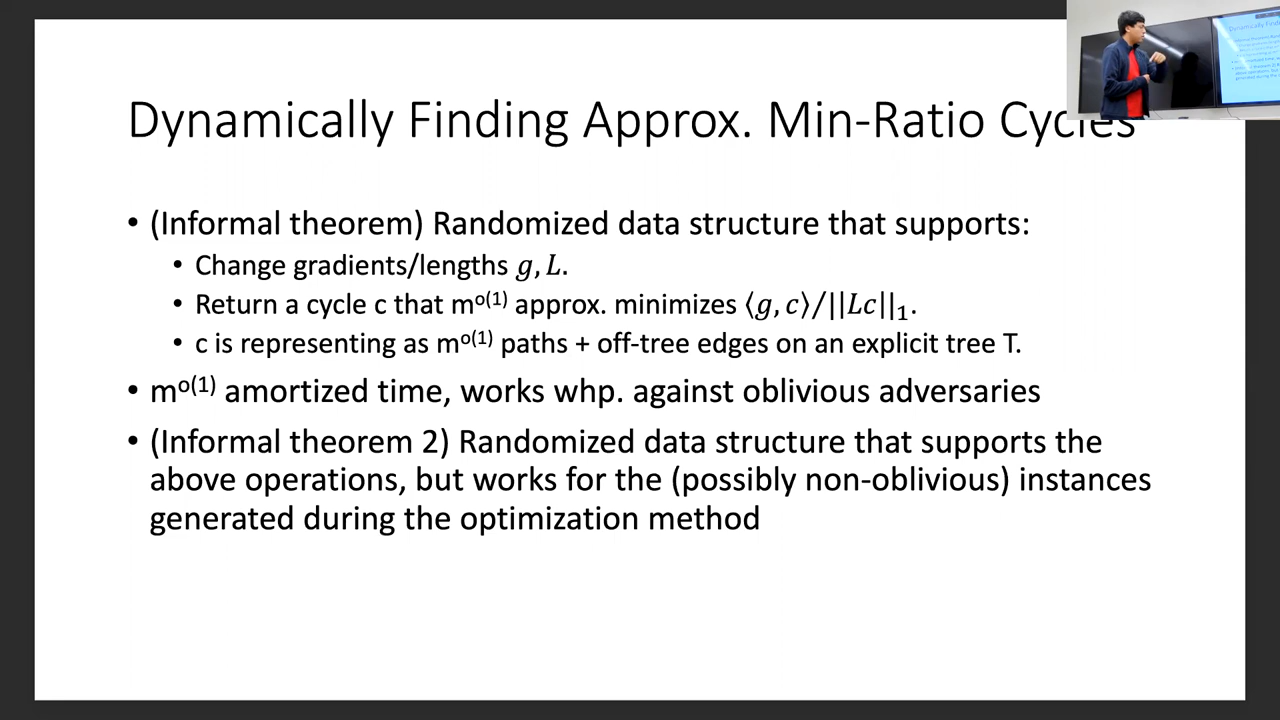 Dynamically Finding Approx. Min-Ratio Cycles
• (Informal theorem) Randomized data structure that supports:
• Change gradients/lengths g, L.
• Return a cycle c that m^o(1) approx. minimizes ⟨g, c⟩/||Lc||₁.
• c is representing as m^o(1) paths + off-tree edges on an explicit tree T.
• m^o(1) amortized time, works whp. against oblivious adversaries
• (Informal theorem 2) Randomized data structure that supports the
above operations, but works for the (possibly non-oblivious) instances
generated during the optimization method